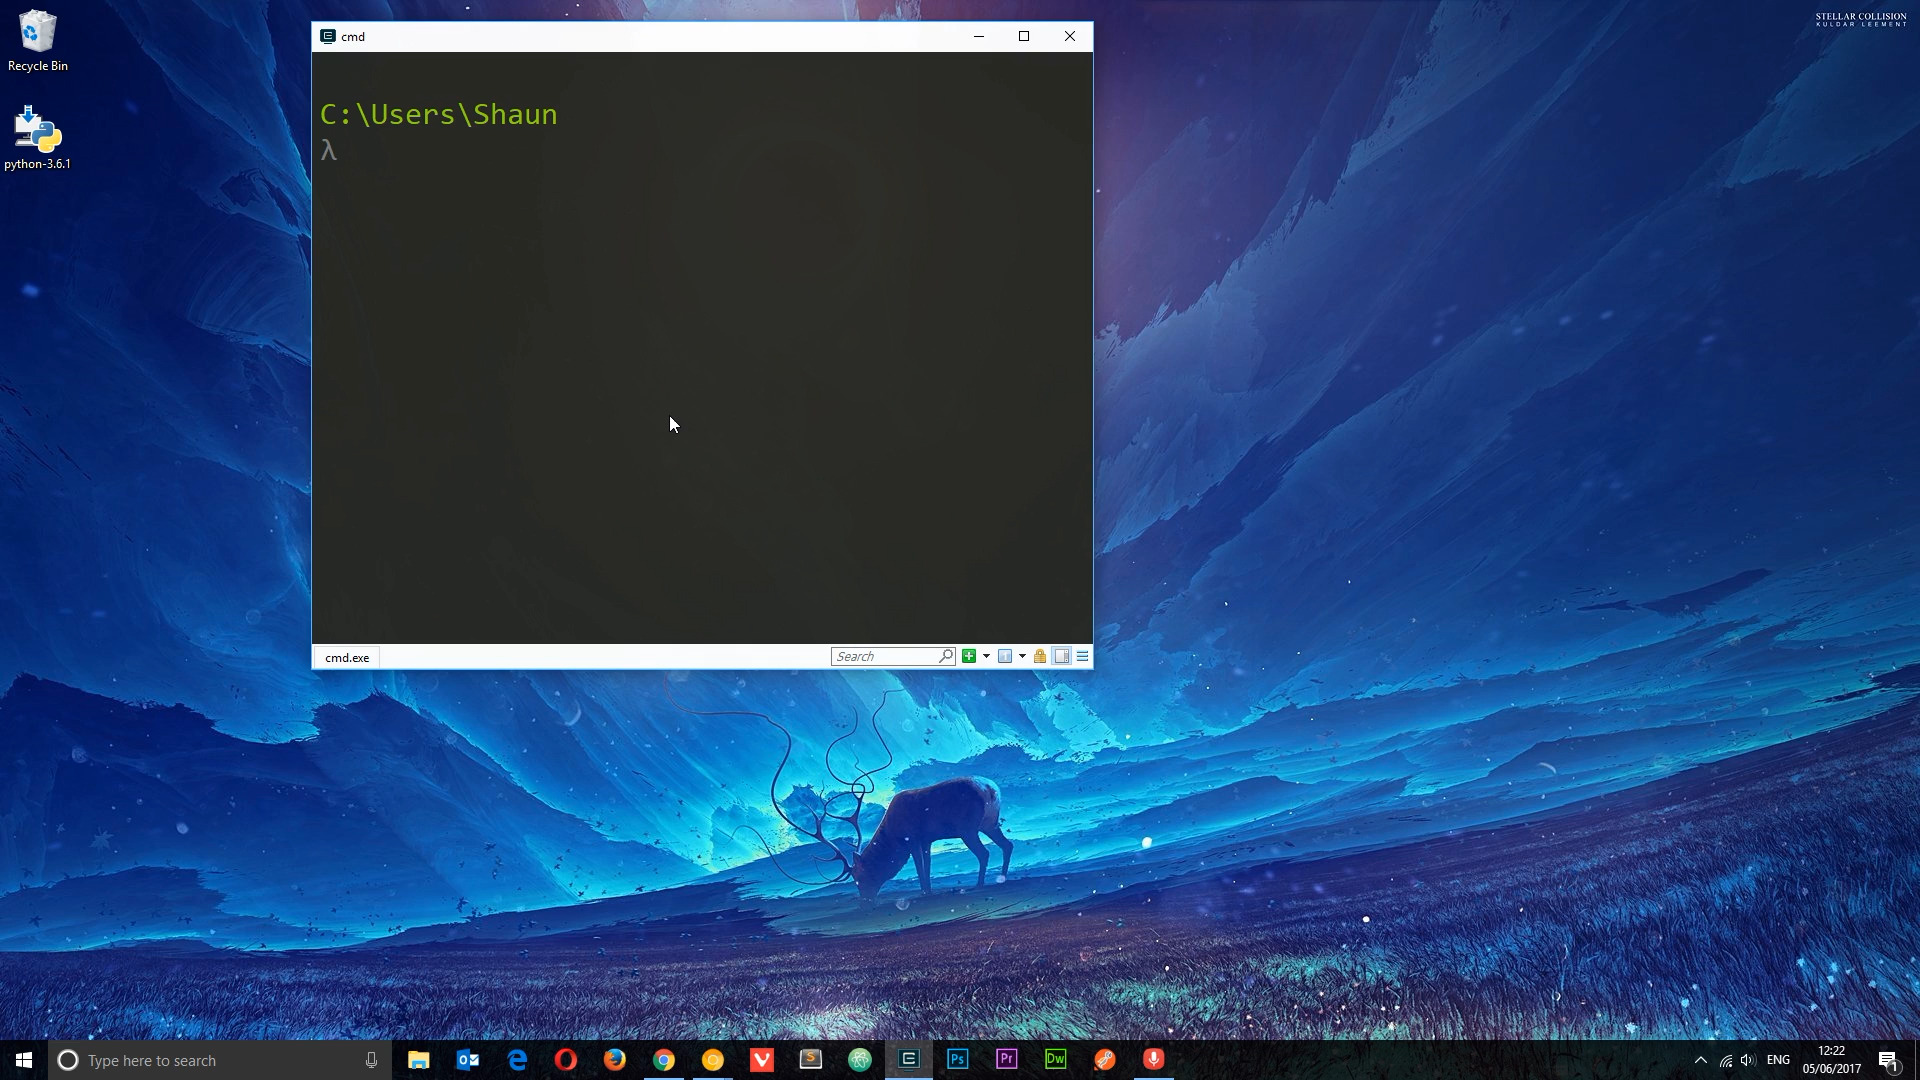 STELLAR COLLISION
KULDAR LEEMENT
Recycle Bin
python-3.6.1
cmd
C:\Users\Shaun
λ
cmd.exe
Search
Type here to search
Ps
Pr
Dw
ENG
12:22
05/06/2017
1